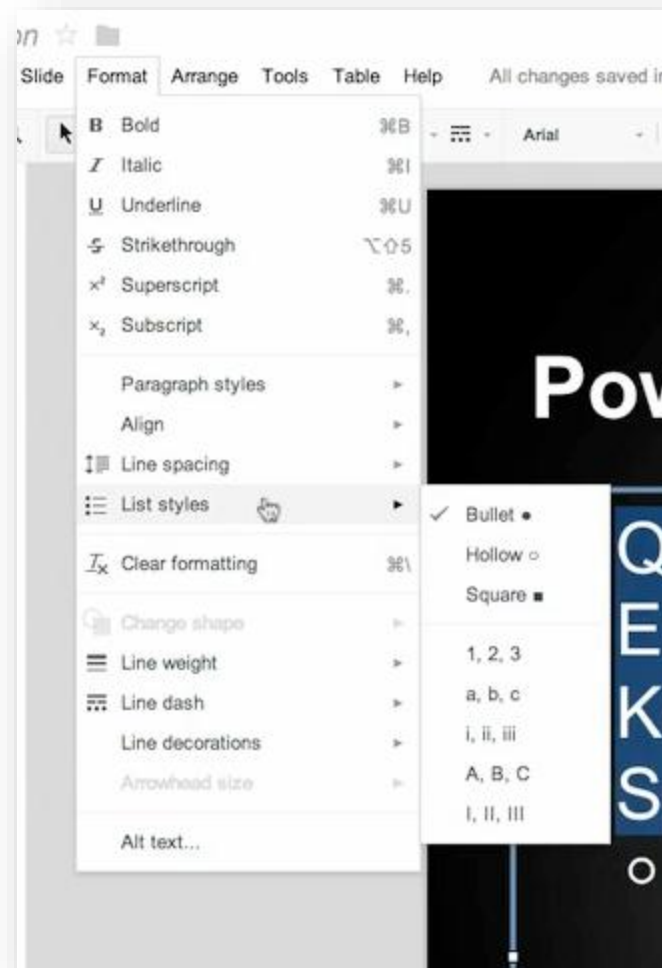 on
Slide Format Arrange Tools Table Help All changes saved in
Arial
B Bold ⌘B
I Italic ⌘I
U Underline ⌘U
S Strikethrough ⌥⇧5
x² Superscript ⌘.
x₂ Subscript ⌘,
Paragraph styles ►
Align ►
Line spacing ►
List styles ►
Clear formatting ⌘\
Change shape ►
Line weight ►
Line dash ►
Line decorations ►
Arrowhead size ►
Alt text...
✓ Bullet ●
Hollow ○
Square ■
1, 2, 3
a, b, c
i, ii, iii
A, B, C
I, II, III
Pow
Q
E
K
S